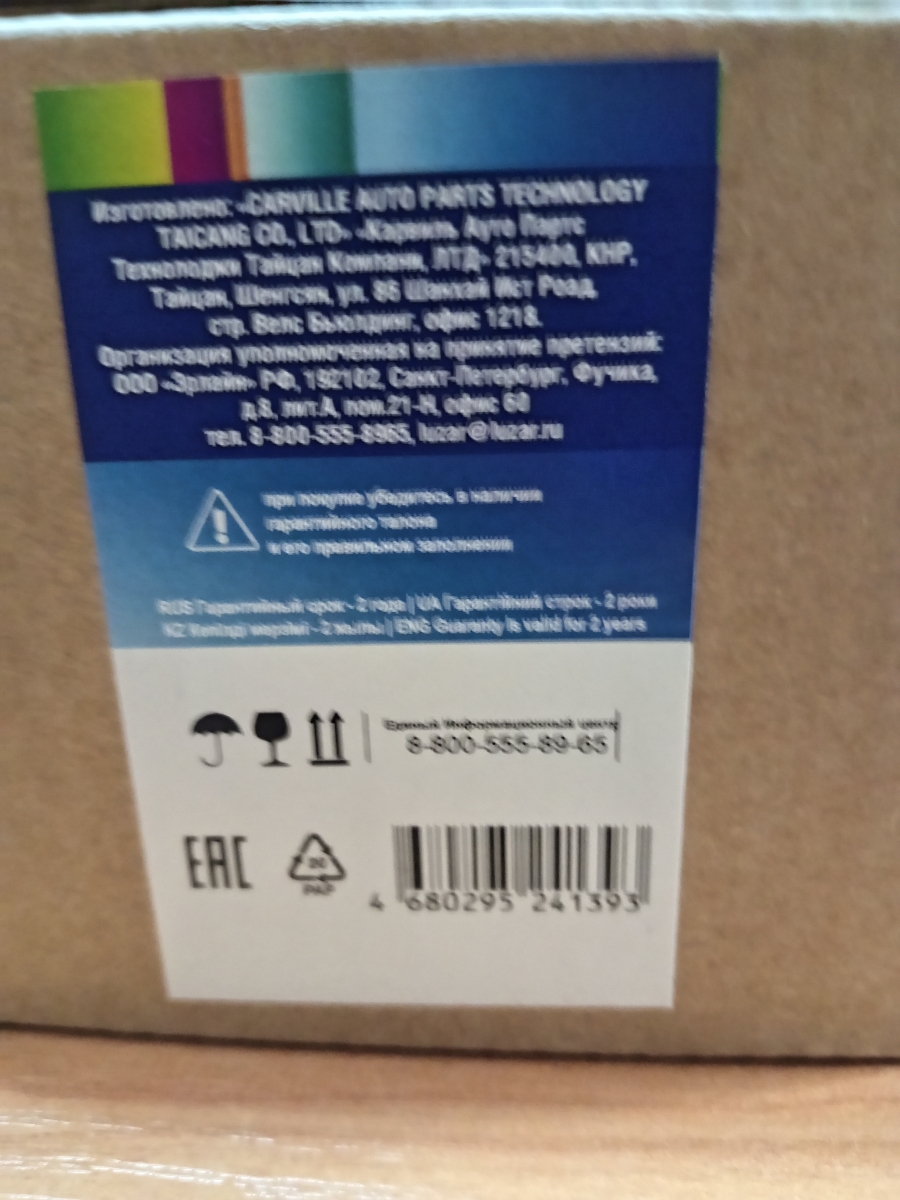 Изготовлено: «CARVILLE AUTO PARTS TECHNOLOGY
TAICANG CO, LTD» «Карвиль Ауто Партс
Технолоджи Тайцан Компани, ЛТД» 215400, КНР,
Тайцан, Шенгсян, ул. 86 Шанхай Ист Роад,
стр. Велс Бьюлдинг, офис 1218.
Организация уполномоченная на принятие претензий:
ООО «Эрлайн» РФ, 192102, Санкт-Петербург, Фучика,
д.8, лит.А, пом.21-Н, офис 60
тел. 8-800-555-8965, luzar@luzar.ru
при покупке убедитесь в наличии
гарантийного талона
и его правильном заполнении
RUS Гарантийный срок - 2 года | UA Гарантійний строк - 2 роки
KZ - 2 жылы | ENG Guaranty is valid for 2 years
Единый Информационный центр
8-800-555-89-65
EAC
PAP
4 680295 241393